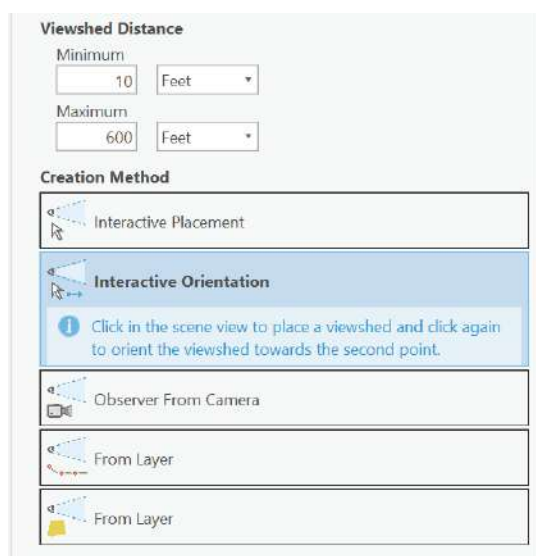 Viewshed Distance
Minimum
10 Feet
Maximum
600 Feet
Creation Method
Interactive Placement
Interactive Orientation
Click in the scene view to place a viewshed and click again
to orient the viewshed towards the second point.
Observer From Camera
From Layer
From Layer